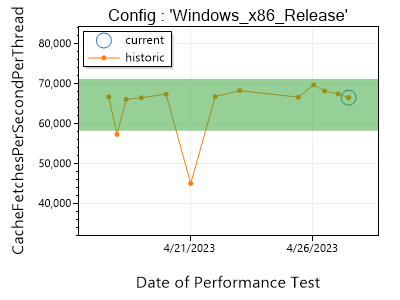 Config : 'Windows_x86_Release'
CacheFetchesPerSecondPerThread
80,000
70,000
60,000
50,000
40,000
current
historic
4/21/2023
4/26/2023
Date of Performance Test